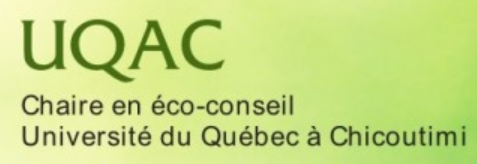 UQAC
Chaire en éco-conseil
Université du Québec à Chicoutimi